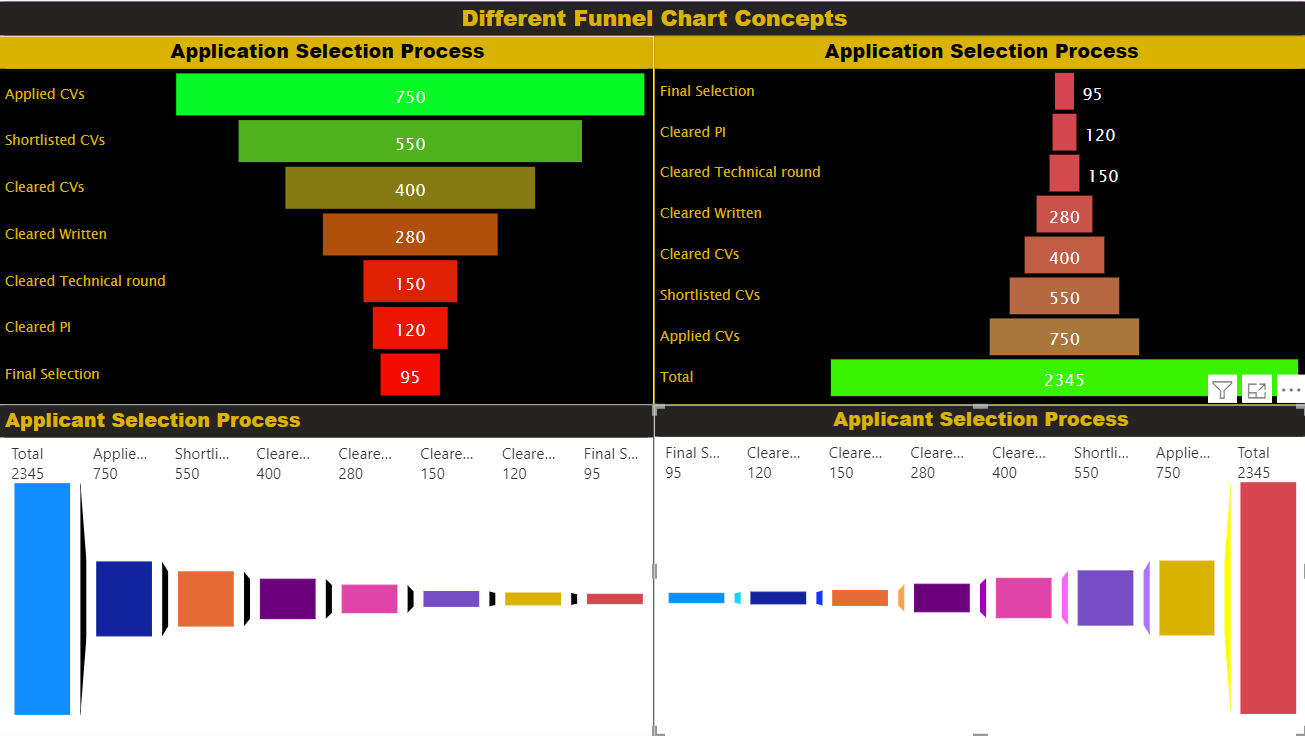 Different Funnel Chart Concepts
Application Selection Process
Applied CVs
750
Shortlisted CVs
550
Cleared CVs
400
Cleared Written
280
Cleared Technical round
150
Cleared PI
120
Final Selection
95
Application Selection Process
Final Selection
95
Cleared PI
120
Cleared Technical round
150
Cleared Written
280
Cleared CVs
400
Shortlisted CVs
550
Applied CVs
750
Total
2345
Applicant Selection Process
Total Applie... Shortli... Cleare... Cleare... Cleare... Cleare... Final S...
2345 750 550 400 280 150 120 95
Applicant Selection Process
Final S... Cleare... Cleare... Cleare... Cleare... Shortli... Applie... Total
95 120 150 280 400 550 750 2345